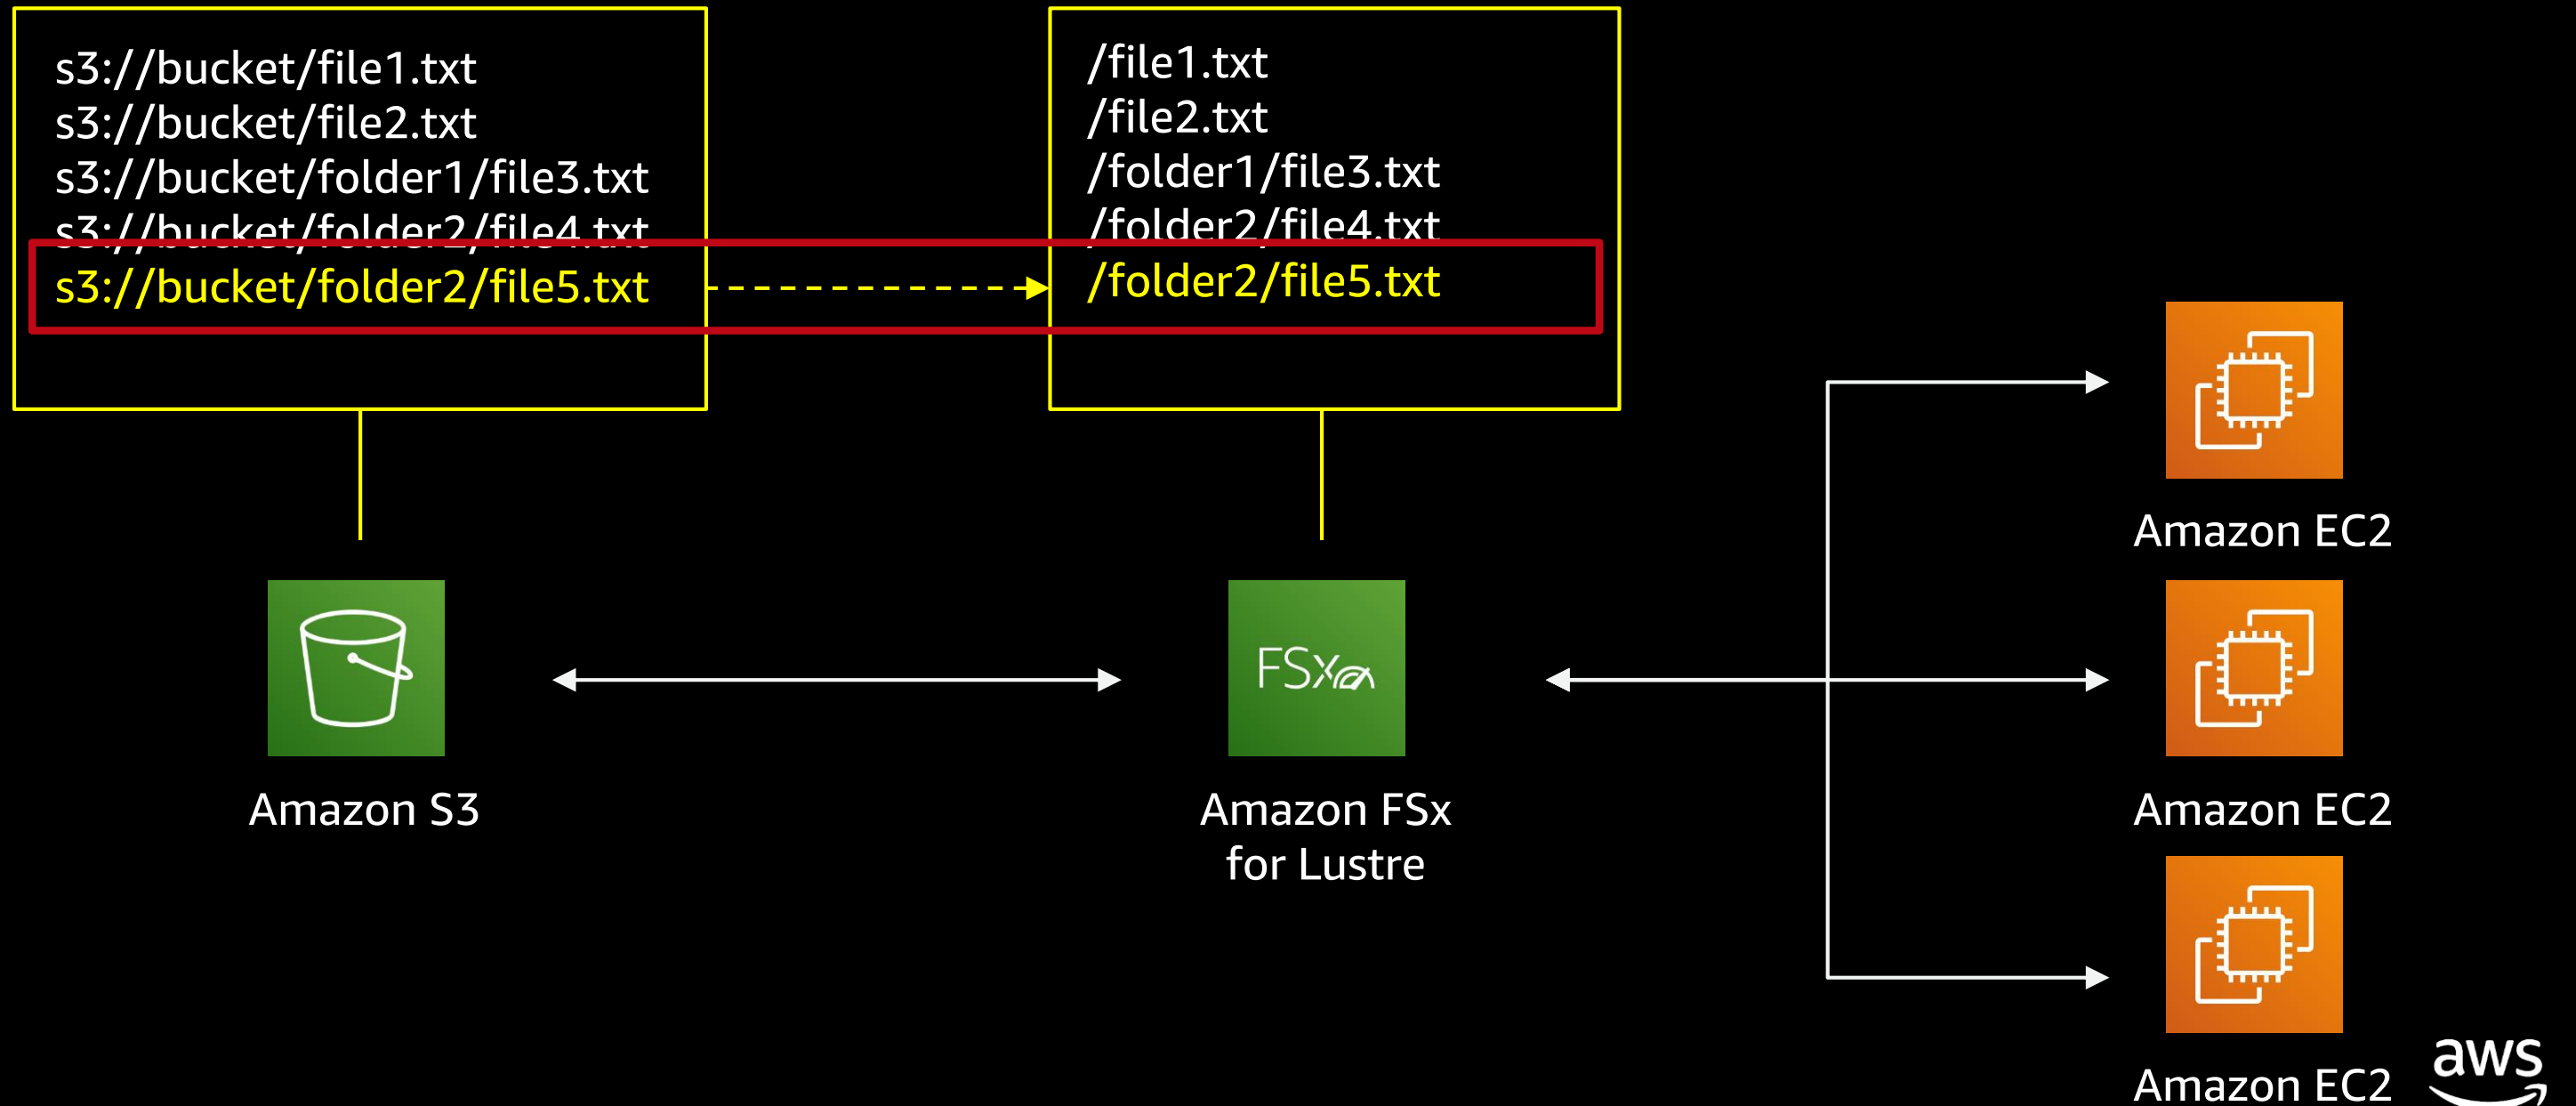 s3://bucket/file1.txt
s3://bucket/file2.txt
s3://bucket/folder1/file3.txt
s3://bucket/folder2/file4.txt
s3://bucket/folder2/file5.txt
/file1.txt
/file2.txt
/folder1/file3.txt
/folder2/file4.txt
/folder2/file5.txt
Amazon S3
FSx
Amazon FSx
for Lustre
Amazon EC2
Amazon EC2
Amazon EC2
aws